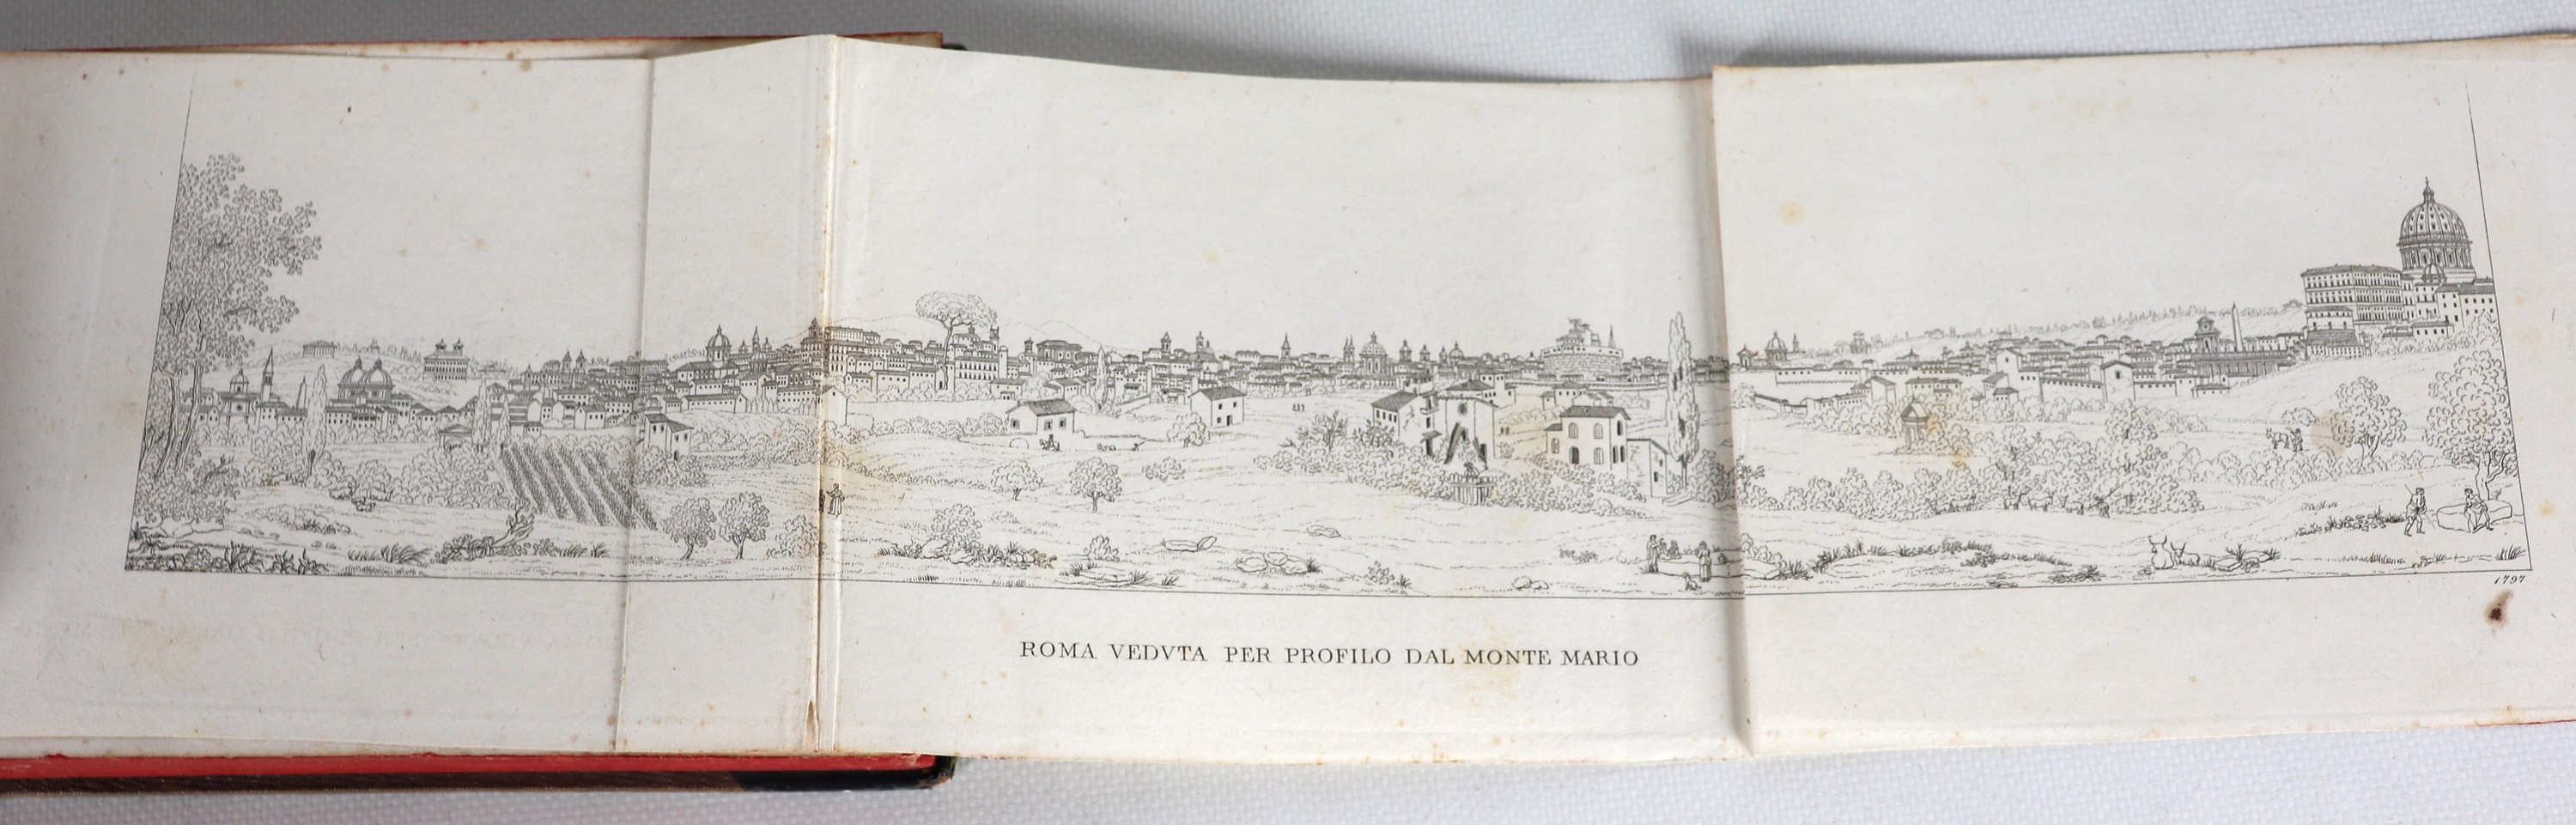 1797
ROMA VEDVTA PER PROFILO DAL MONTE MARIO